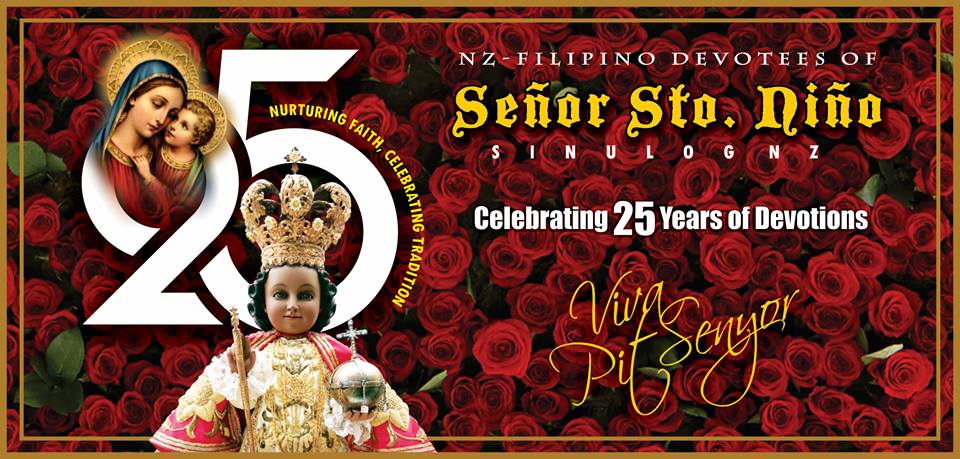 25
NURTURING FAITH, CELEBRATING TRADITION
NZ-FILIPINO DEVOTEES OF
Señor Sto. Niño
SINULOGNZ
Celebrating 25 Years of Devotions
Viva
Pit Senyor